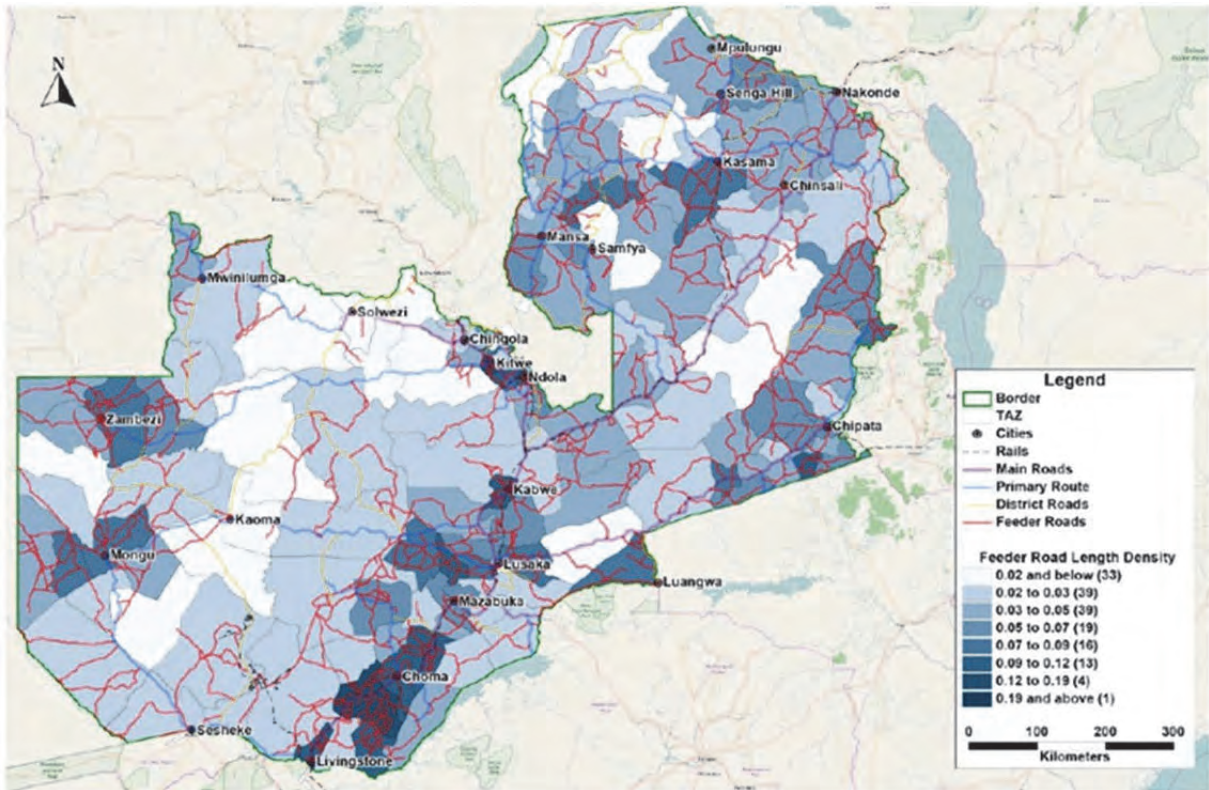 N
Mpulungu
Senga Hill
Nakonde
Kasama
Chinsali
Mansa
Samfya
Mwinilumga
Solwezi
Chingola
Kitwe
Ndola
Zambezi
Chipata
Kabwe
Kaoma
Mongu
Lusaka
Luangwa
Mazabuka
Choma
Sesheke
Livingstone
Legend
Border
TAZ
Cities
Rails
Main Roads
Primary Route
District Roads
Feeder Roads
Feeder Road Length Density
0.02 and below (33)
0.02 to 0.03 (39)
0.03 to 0.05 (39)
0.05 to 0.07 (19)
0.07 to 0.09 (16)
0.09 to 0.12 (13)
0.12 to 0.19 (4)
0.19 and above (1)
0 100 200 300
Kilometers